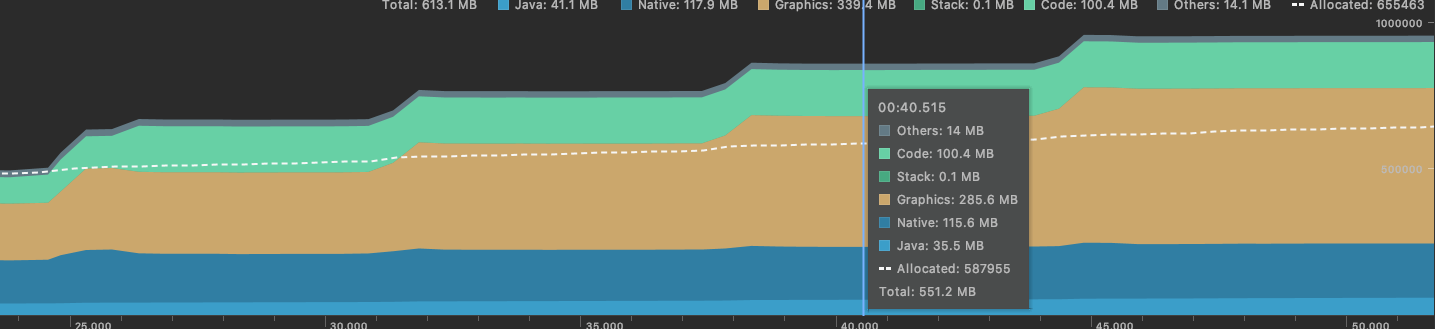 Total: 613.1 MB Java: 41.1 MB Native: 117.9 MB Graphics: 339.4 MB Stack: 0.1 MB Code: 100.4 MB Others: 14.1 MB Allocated: 655463
1000000
00:40.515
Others: 14 MB
Code: 100.4 MB
Stack: 0.1 MB
500000
Graphics: 285.6 MB
Native: 115.6 MB
Java: 35.5 MB
Allocated: 587955
Total: 551.2 MB
25.000 30.000 35.000 40.000 45.000 50.000